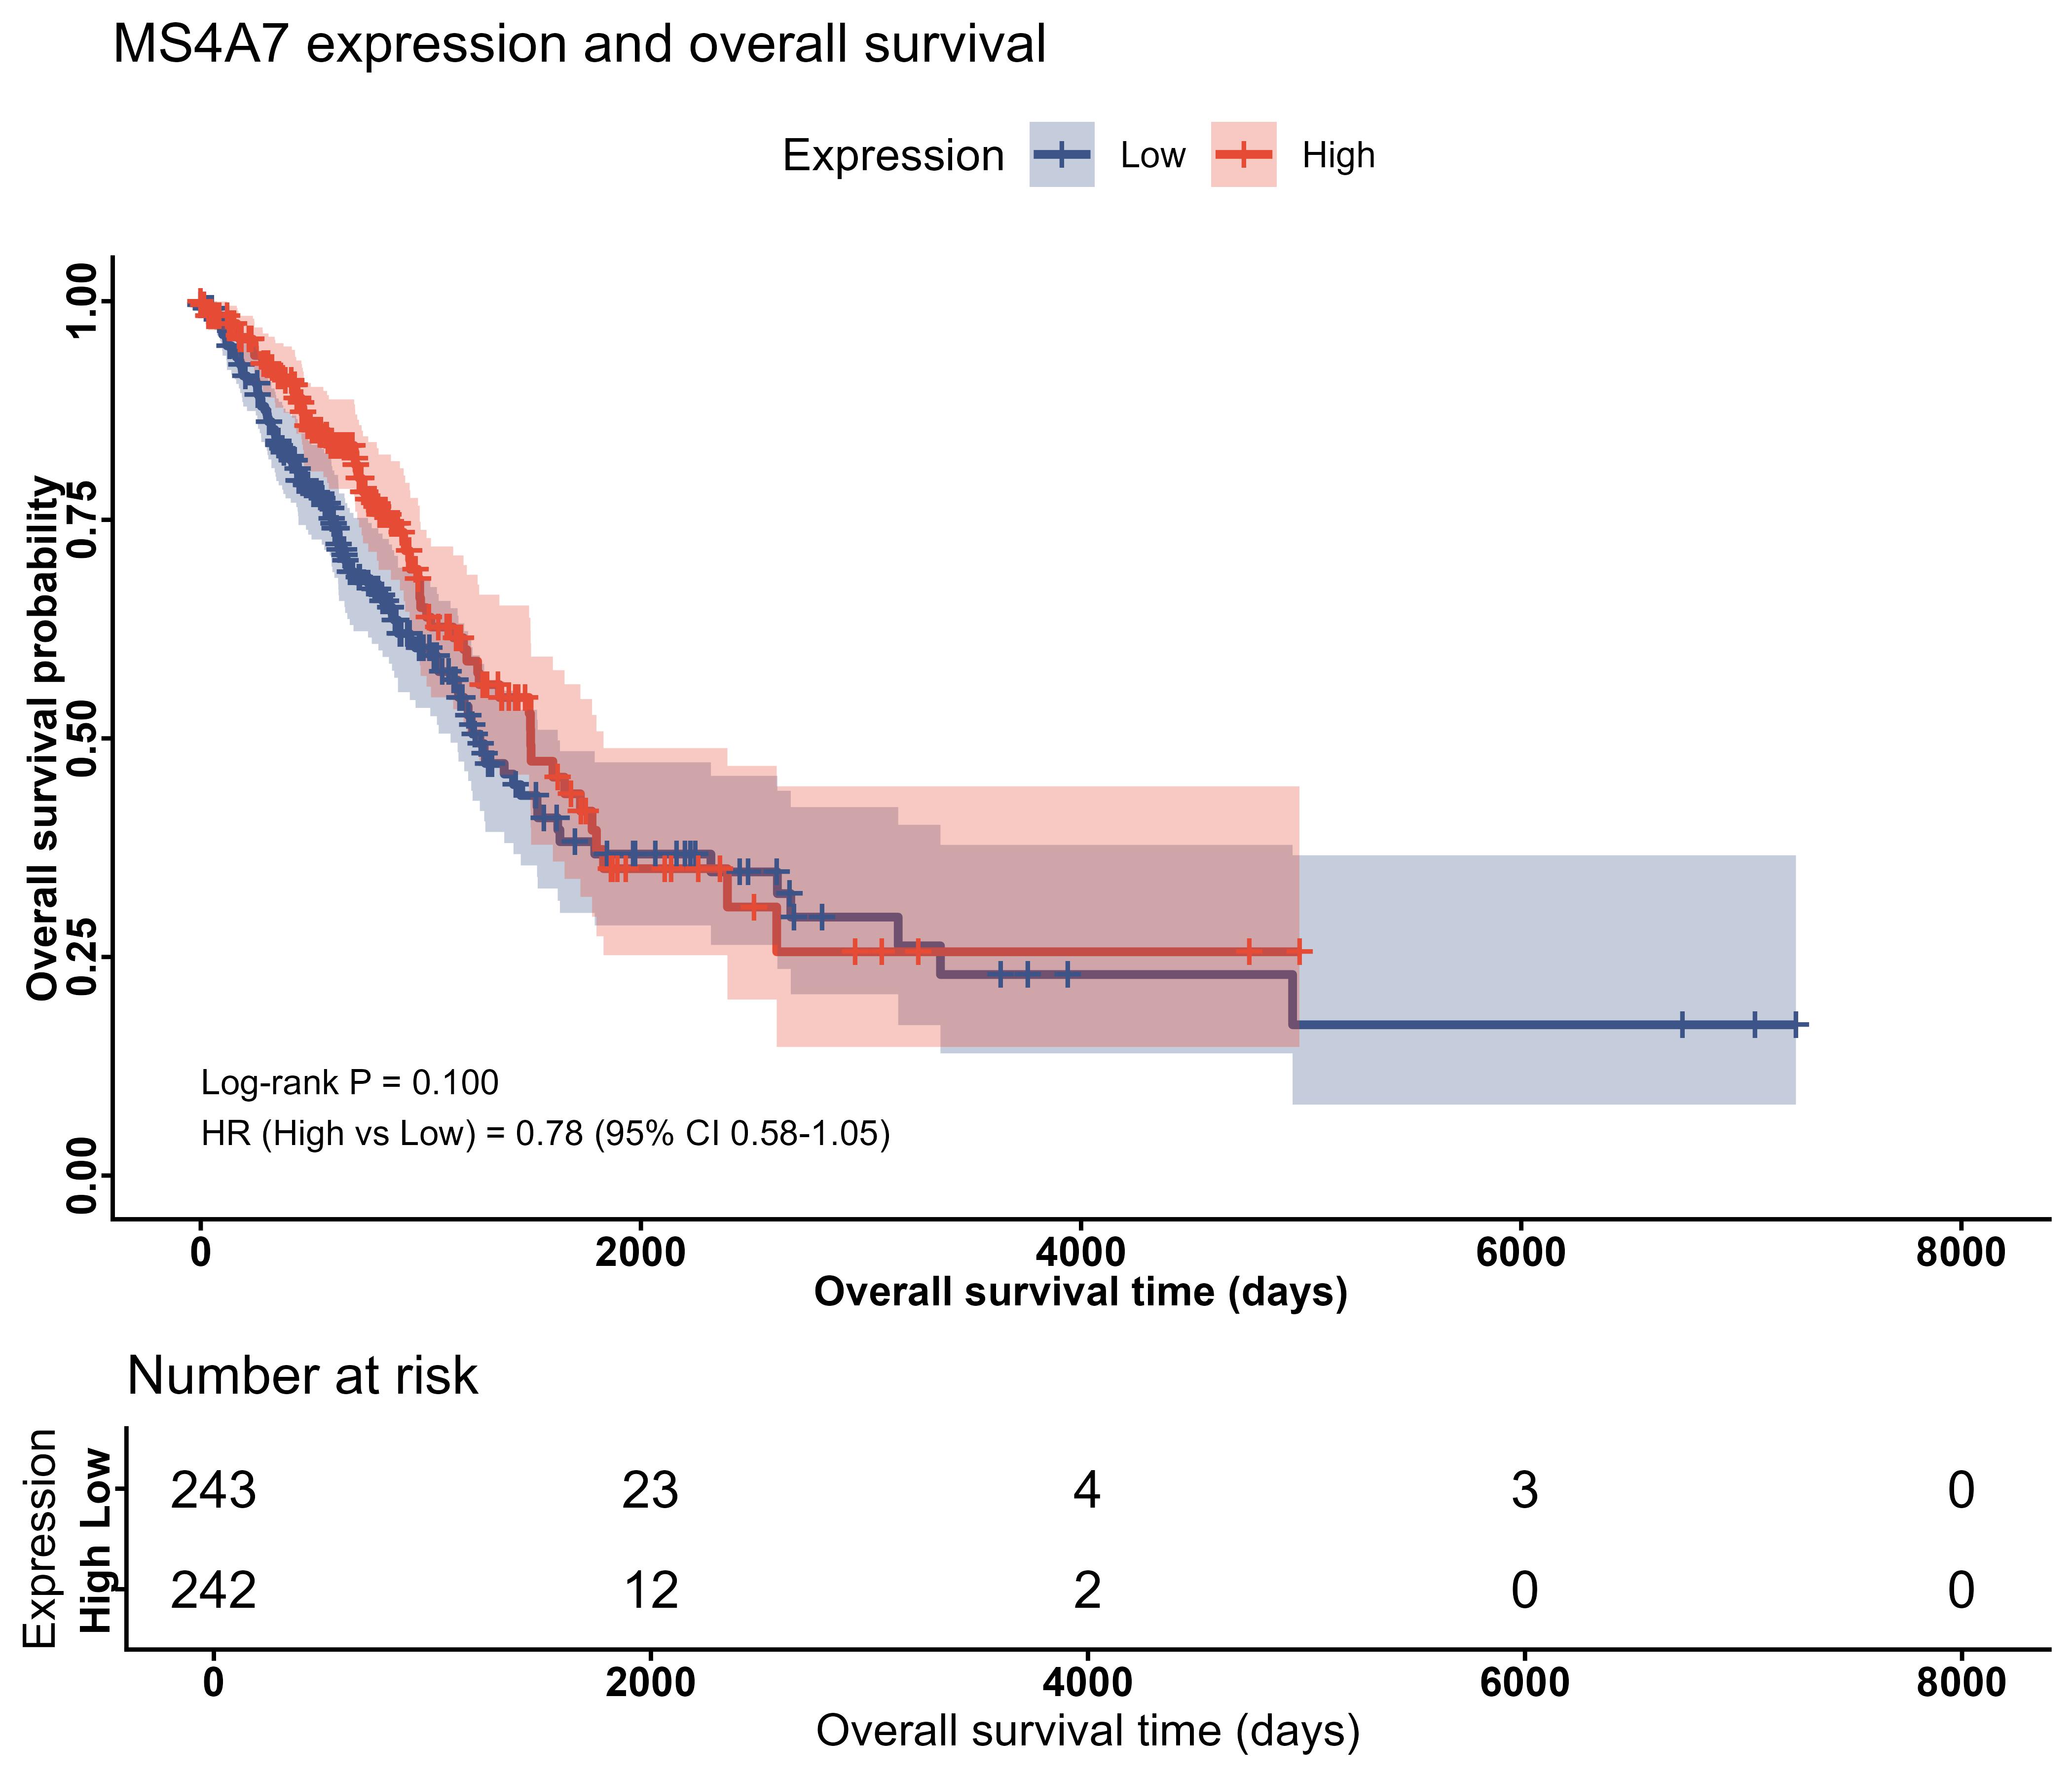 MS4A7 expression and overall survival
Expression Low High
Overall survival probability
1.00
0.75
0.50
0.25
0.00
Log-rank P = 0.100
HR (High vs Low) = 0.78 (95% CI 0.58-1.05)
0 2000 4000 6000 8000
Overall survival time (days)
Number at risk
Expression
Low 243 23 4 3 0
High 242 12 2 0 0
0 2000 4000 6000 8000
Overall survival time (days)